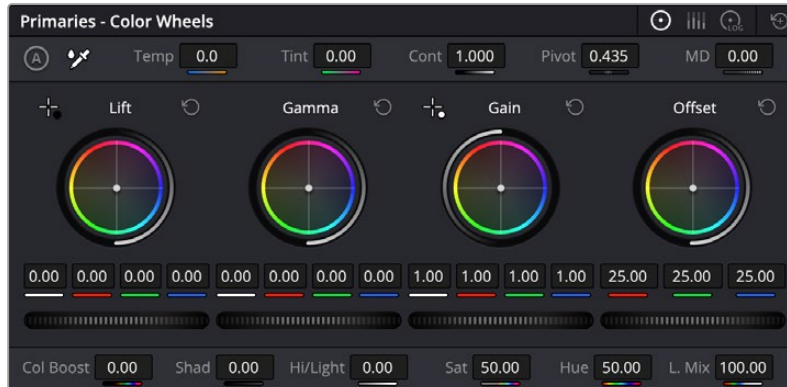 Primaries - Color Wheels
LOG
A Temp 0.0 Tint 0.00 Cont 1.000 Pivot 0.435 MD 0.00
Lift Gamma Gain Offset
0.00 0.00 0.00 0.00 0.00 0.00 0.00 0.00 1.00 1.00 1.00 1.00 25.00 25.00 25.00
Col Boost 0.00 Shad 0.00 Hi/Light 0.00 Sat 50.00 Hue 50.00 L. Mix 100.00